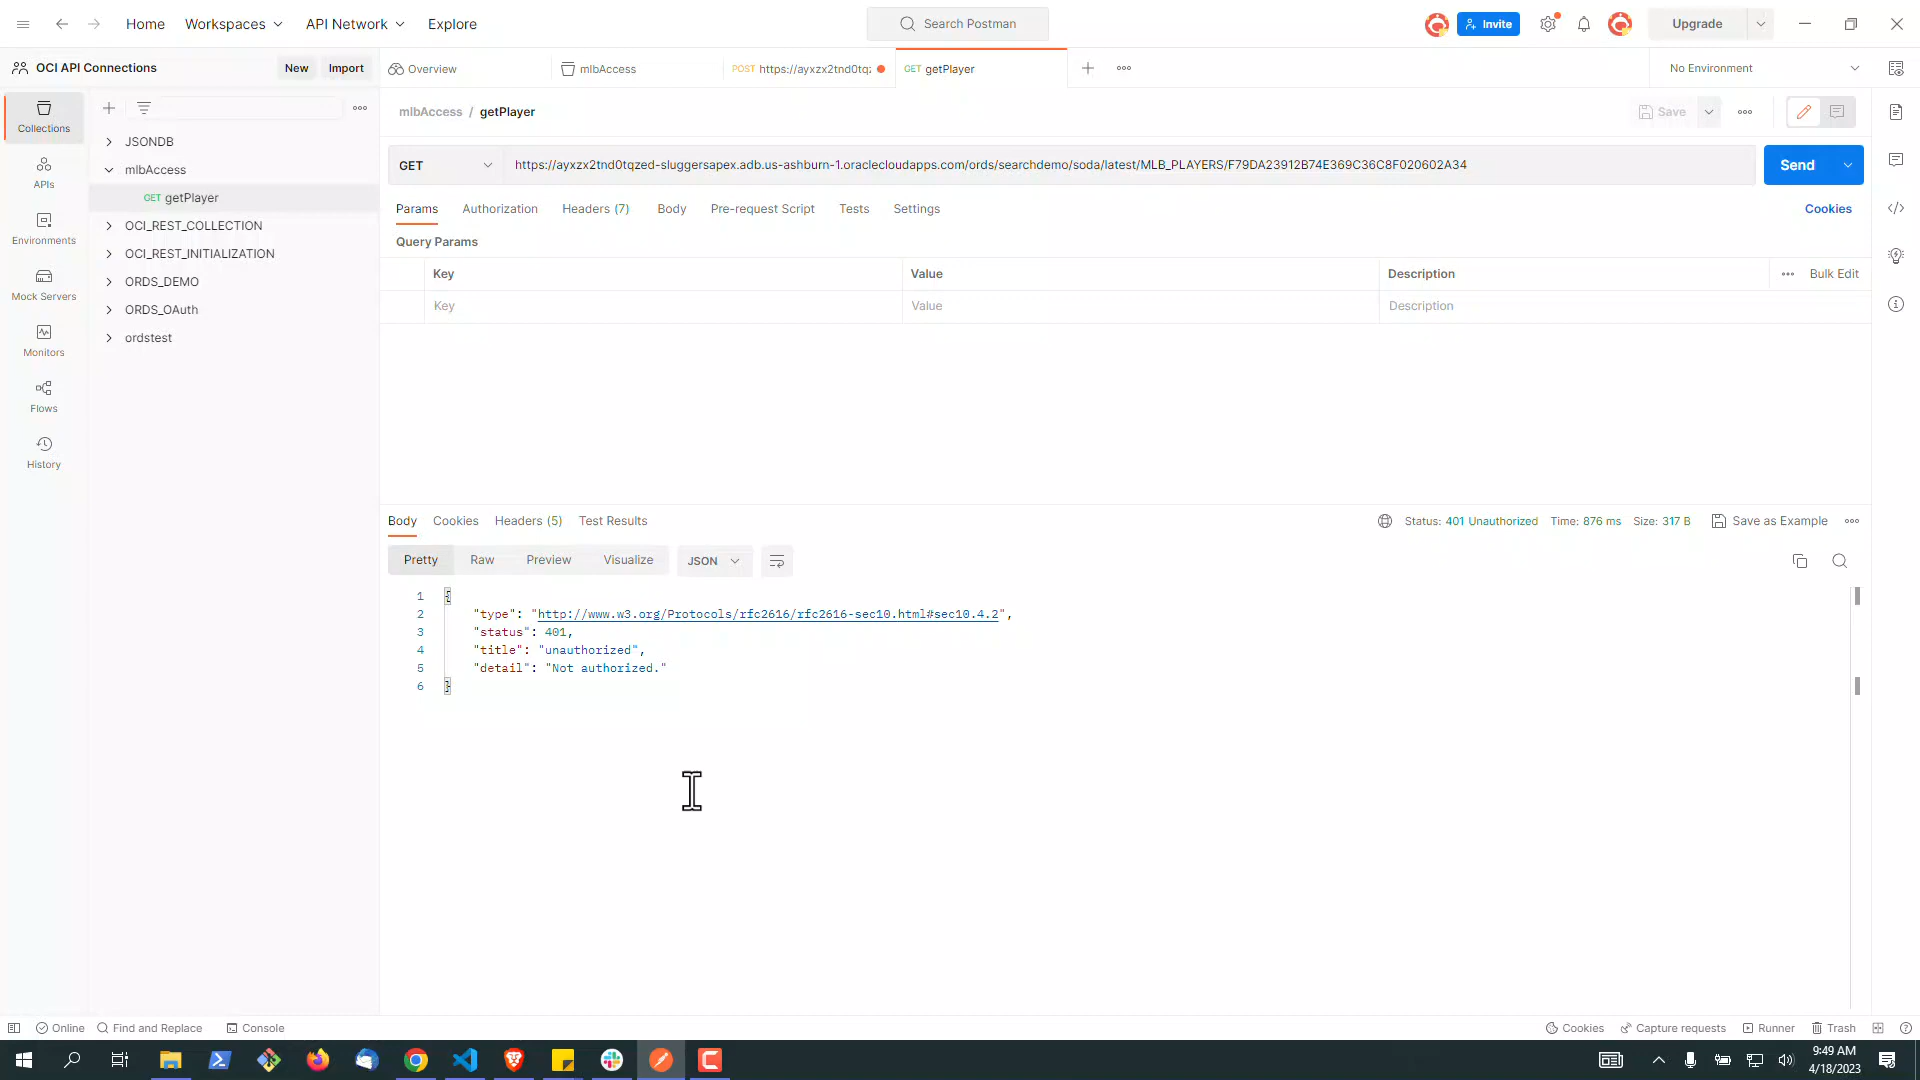 Home
Workspaces
API Network
Explore
Search Postman
Invite
Upgrade
OCI API Connections
New
Import
Overview
mlbAccess
POST https://ayxzx2tnd0tq
GET getPlayer
No Environment
Collections
APIs
Environments
Mock Servers
Monitors
Flows
History
JSONDB
mlbAccess
GET getPlayer
OCI_REST_COLLECTION
OCI_REST_INITIALIZATION
ORDS_DEMO
ORDS_OAuth
ordstest
mlbAccess / getPlayer
Save
GET
https://ayxzx2tnd0tqzed-sluggersapex.adb.us-ashburn-1.oraclecloudapps.com/ords/searchdemo/soda/latest/MLB_PLAYERS/F79DA23912B74E369C36C8F020602A34
Send
Params
Authorization
Headers (7)
Body
Pre-request Script
Tests
Settings
Cookies
Query Params
Key
Value
Description
Bulk Edit
Key
Value
Description
Body
Cookies
Headers (5)
Test Results
Status: 401 Unauthorized
Time: 876 ms
Size: 317 B
Save as Example
Pretty
Raw
Preview
Visualize
JSON
1 {
2 "type": "http://www.w3.org/Protocols/rfc2616/rfc2616-sec10.html#sec10.4.2",
3 "status": 401,
4 "title": "unauthorized",
5 "detail": "Not authorized."
6 }
Online
Find and Replace
Console
Cookies
Capture requests
Runner
Trash
9:49 AM
4/18/2023